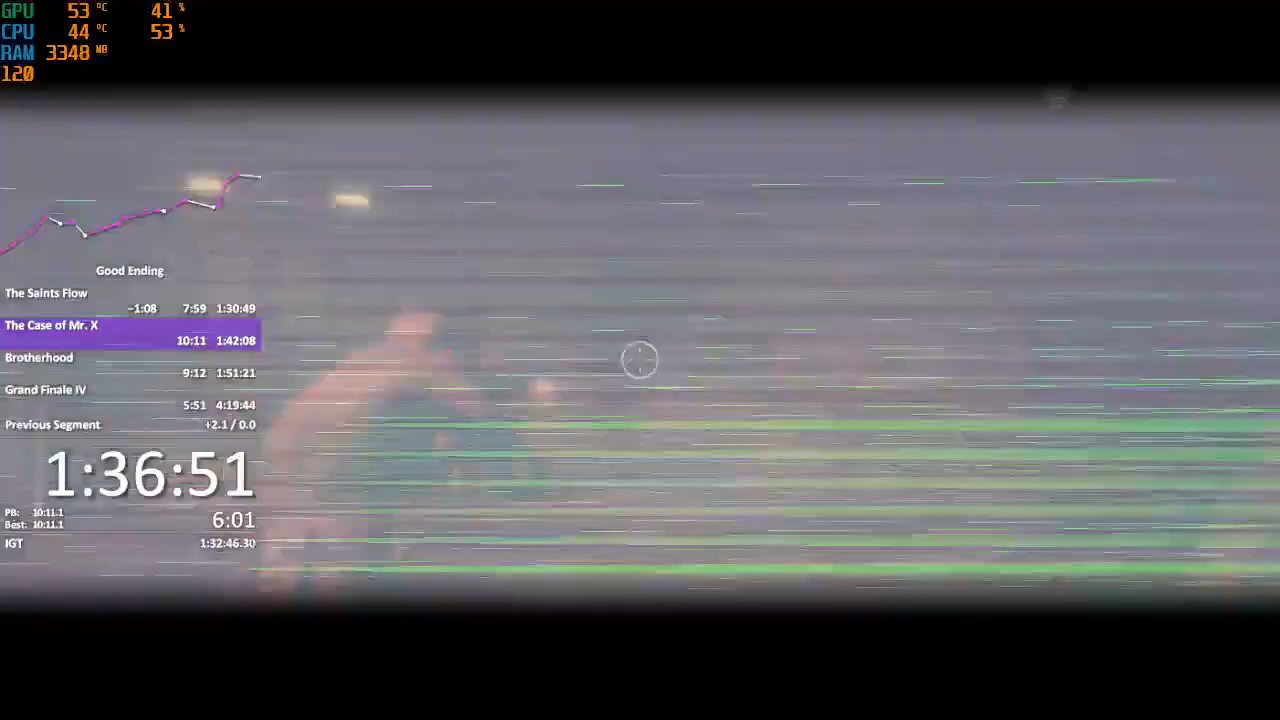 GPU 53 °C 41 %
CPU 44 °C 53 %
RAM 3348 MB
120
Good Ending
The Saints Flow
−1:08 7:59 1:30:49
The Case of Mr. X
10:11 1:42:08
Brotherhood
9:12 1:51:21
Grand Finale IV
5:51 4:19:44
Previous Segment +2.1 / 0.0
1:36:51
PB: 10:11.1
Best: 10:11.1
6:01
IGT 1:32:46.30